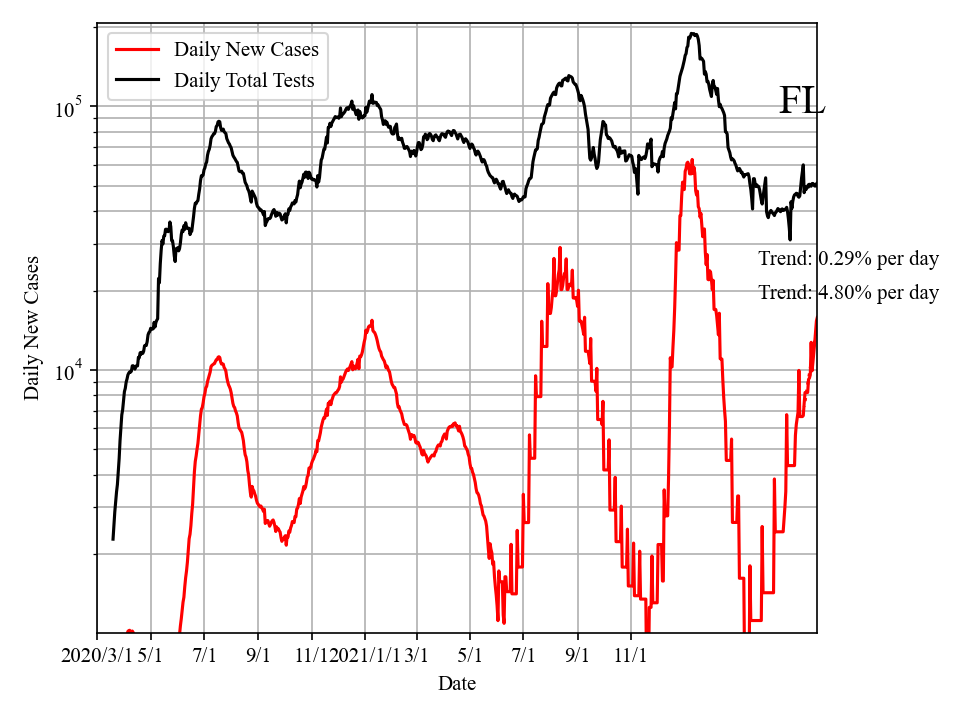 Daily New Cases
Daily Total Tests
FL
10^5
10^4
Trend: 0.29% per day
Trend: 4.80% per day
Daily New Cases
2020/3/1 5/1 7/1 9/1 11/1 2021/1/1 3/1 5/1 7/1 9/1 11/1
Date